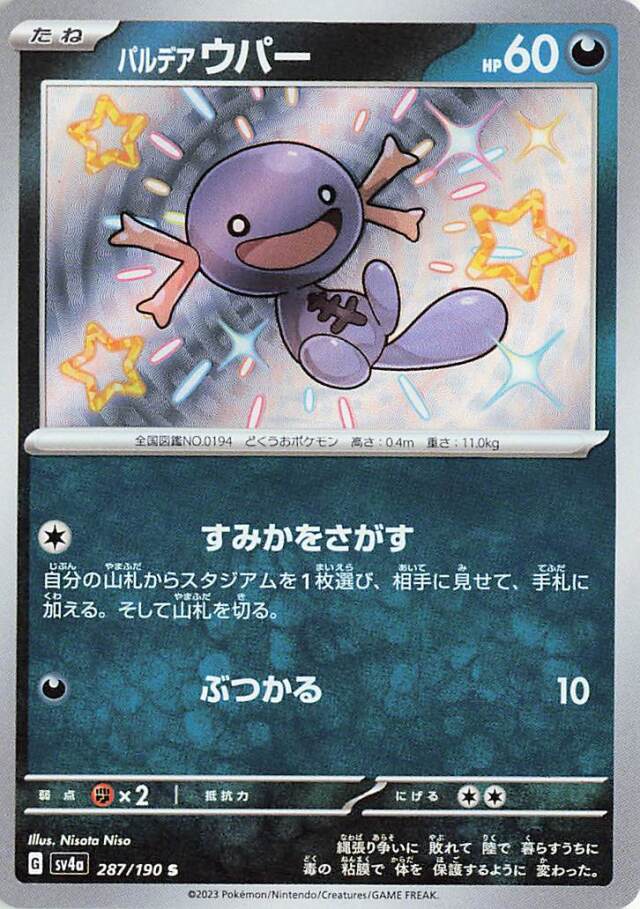 たね
パルデア ウパー HP 60
全国図鑑NO.0194 どくうおポケモン 高さ:0.4m 重さ:11.0kg
すみかをさがす
自分の山札からスタジアムを1枚選び、相手に見せて、手札に
加える。そして山札を切る。
ぶつかる 10
弱点 ×2 抵抗力 にげる
Illus. Nisota Niso
縄張り争いに 敗れて 陸で 暮らすうちに
毒の 粘膜で 体を 保護するように 変わった。
G sv4a 287/190 S
©2023 Pokémon/Nintendo/Creatures/GAME FREAK.